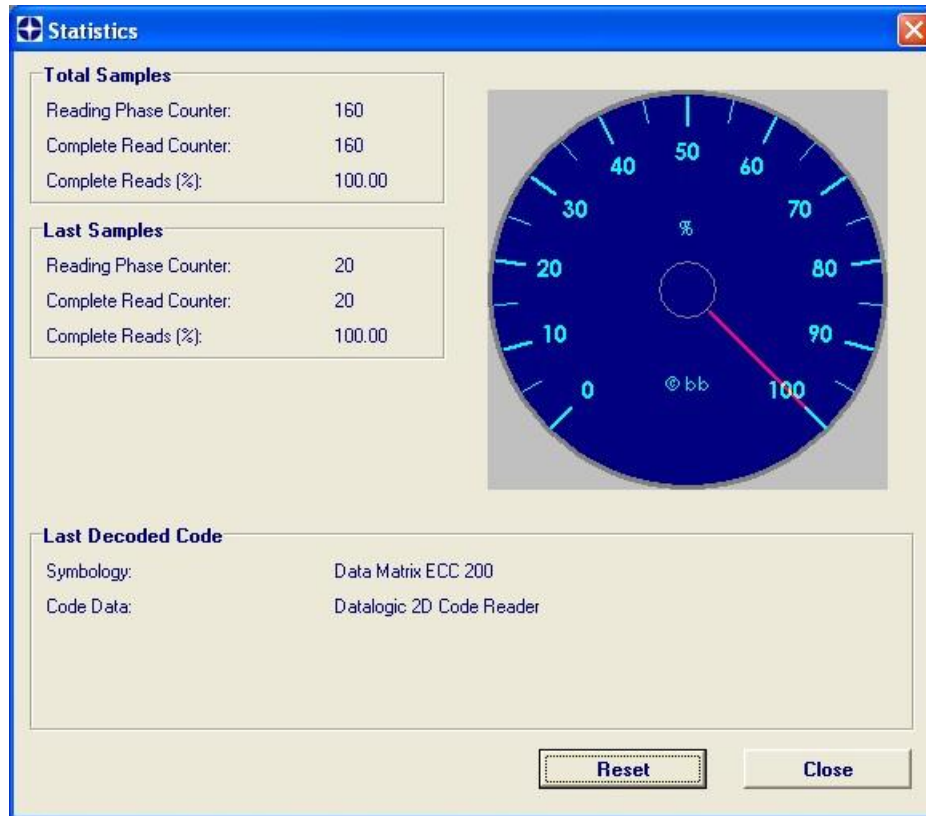 Statistics
Total Samples
Reading Phase Counter: 160
Complete Read Counter: 160
Complete Reads (%): 100.00
Last Samples
Reading Phase Counter: 20
Complete Read Counter: 20
Complete Reads (%): 100.00
50
40 60
30 70
%
20 80
10 90
0 © bb 100
Last Decoded Code
Symbology: Data Matrix ECC 200
Code Data: Datalogic 2D Code Reader
Reset Close